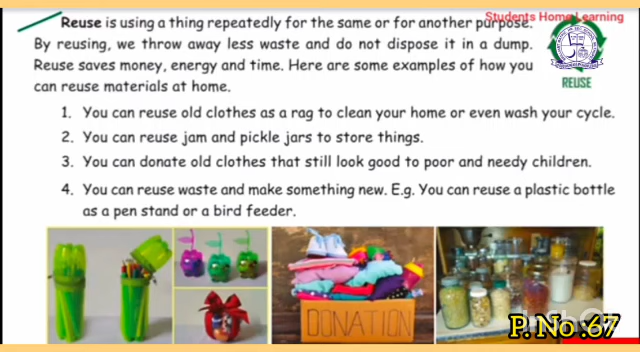 Students Home Learning
Reuse is using a thing repeatedly for the same or for another purpose.
By reusing, we throw away less waste and do not dispose it in a dump.
Reuse saves money, energy and time. Here are some examples of how you
can reuse materials at home.
REUSE
1. You can reuse old clothes as a rag to clean your home or even wash your cycle.
2. You can reuse jam and pickle jars to store things.
3. You can donate old clothes that still look good to poor and needy children.
4. You can reuse waste and make something new. E.g. You can reuse a plastic bottle
as a pen stand or a bird feeder.
DONATION
P. No.67